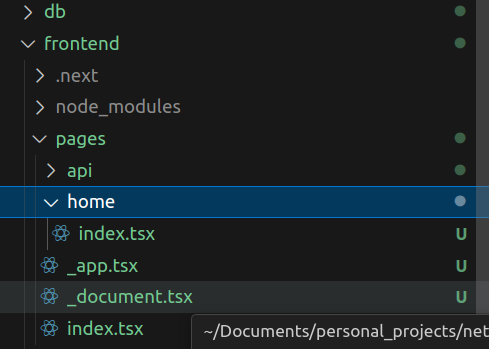 db
frontend
.next
node_modules
pages
api
home
index.tsx U
_app.tsx U
_document.tsx U
index.tsx
~/Documents/personal_projects/net